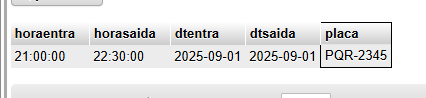 horaentra horasaida dtentra dtsaida placa
21:00:00 22:30:00 2025-09-01 2025-09-01 PQR-2345